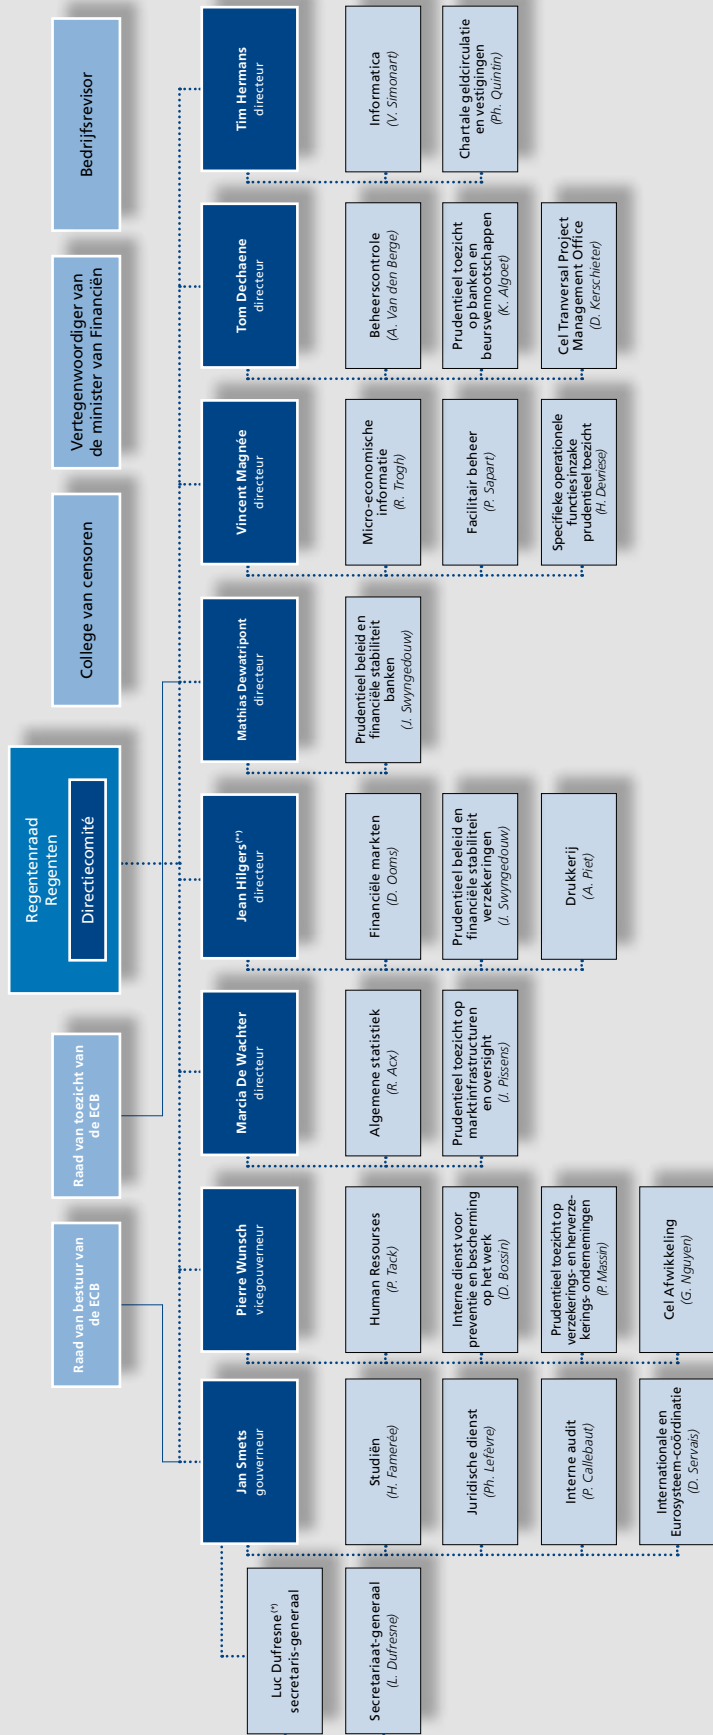 Regentenraad
Regenten
Directiecomité
Raad van bestuur van
de ECB
Raad van toezicht van
de ECB
College van censoren
Vertegenwoordiger van
de minister van Financiën
Bedrijfsrevisor
Luc Dufresne(*)
secretaris-generaal
Secretariaat-generaal
(L. Dufresne)
Jan Smets
gouverneur
Studiën
(H. Famerée)
Juridische dienst
(Ph. Lefèvre)
Interne audit
(P. Callebaut)
Internationale en
Eurosysteem-coördinatie
(D. Servais)
Pierre Wunsch
vicegouverneur
Human Resourses
(P. Tack)
Interne dienst voor
preventie en bescherming
op het werk
(D. Bossin)
Prudentieel toezicht op
verzekerings- en herverze-
kerings- ondernemingen
(P. Massin)
Cel Afwikkeling
(G. Nguyen)
Marcia De Wachter
directeur
Algemene statistiek
(R. Acx)
Prudentieel toezicht op
marktinfrastructuren
en oversight
(J. Pissens)
Jean Hilgers(**)
directeur
Financiële markten
(D. Ooms)
Prudentieel beleid en
financiële stabiliteit
verzekeringen
(J. Swyngedouw)
Drukkerij
(A. Piet)
Mathias Dewatripont
directeur
Prudentieel beleid en
financiële stabiliteit
banken
(J. Swyngedouw)
Vincent Magnée
directeur
Micro-economische
informatie
(R. Trogh)
Facilitair beheer
(P. Sapart)
Specifieke operationele
functies inzake
prudentieel toezicht
(H. Devriese)
Tom Dechaene
directeur
Beheerscontrole
(A. Van den Berge)
Prudentieel toezicht
op banken en
beursvennootschappen
(K. Algoet)
Cel Tranversal Project
Management Office
(D. Kerschieter)
Tim Hermans
directeur
Informatica
(V. Simonart)
Chartale geldcirculatie
en vestigingen
(Ph. Quintin)